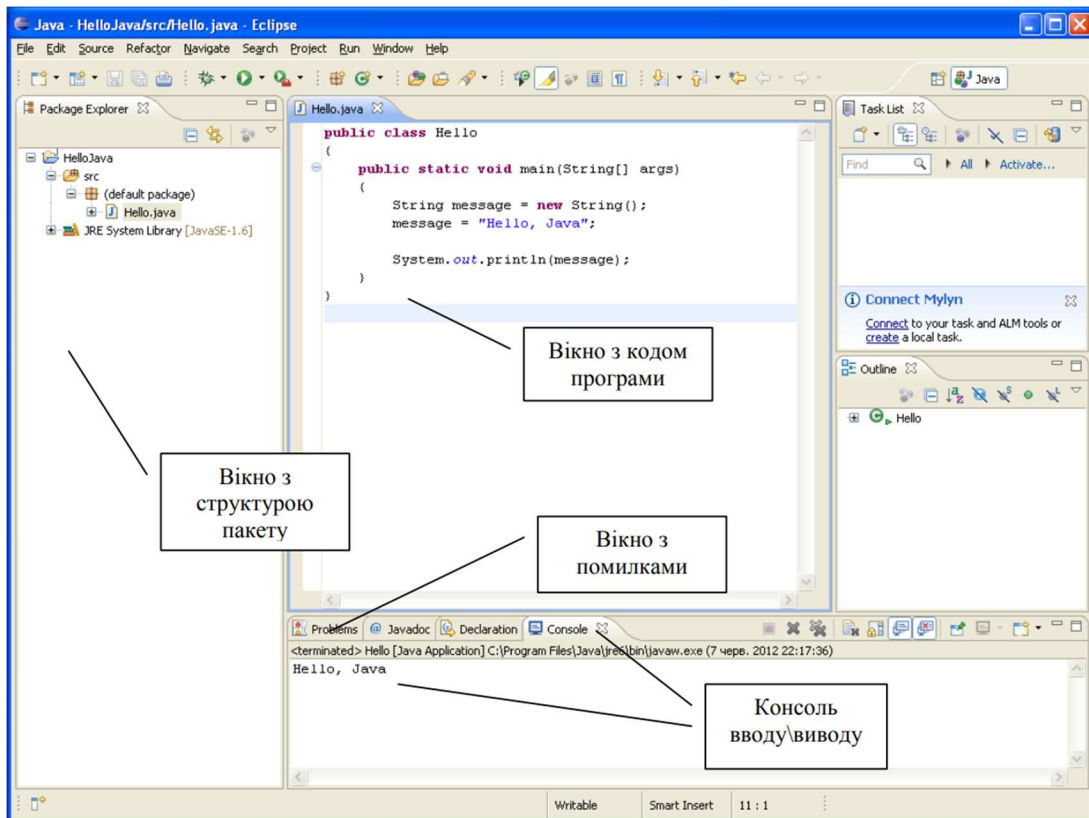 Java - HelloJava/src/Hello.java - Eclipse
File Edit Source Refactor Navigate Search Project Run Window Help
Java
Package Explorer
HelloJava
src
(default package)
Hello.java
JRE System Library [JavaSE-1.6]
Hello.java
public class Hello
{
public static void main(String[] args)
{
String message = new String();
message = "Hello, Java";
System.out.println(message);
}
}
Вікно з кодом
програми
Вікно з
структурою
пакету
Вікно з
помилками
Task List
Find All Activate...
Connect Mylyn
Connect to your task and ALM tools or
create a local task.
Outline
Hello
Problems Javadoc Declaration Console
<terminated> Hello [Java Application] C:\Program Files\Java\jre6\bin\javaw.exe (7 черв. 2012 22:17:36)
Hello, Java
Консоль
вводу\виводу
Writable Smart Insert 11 : 1